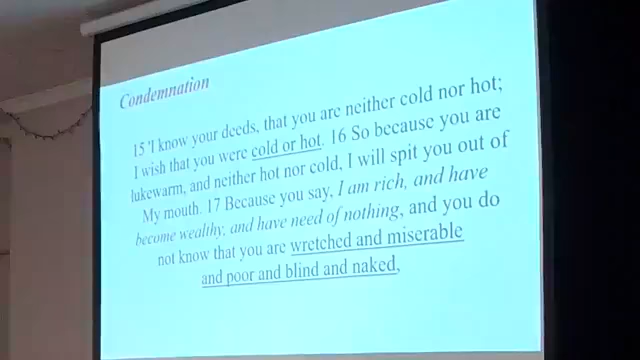 Condemnation
15 'I know your deeds, that you are neither cold nor hot;
I wish that you were cold or hot. 16 So because you are
lukewarm, and neither hot nor cold, I will spit you out of
My mouth. 17 Because you say, I am rich, and have
become wealthy, and have need of nothing, and you do
not know that you are wretched and miserable
and poor and blind and naked,